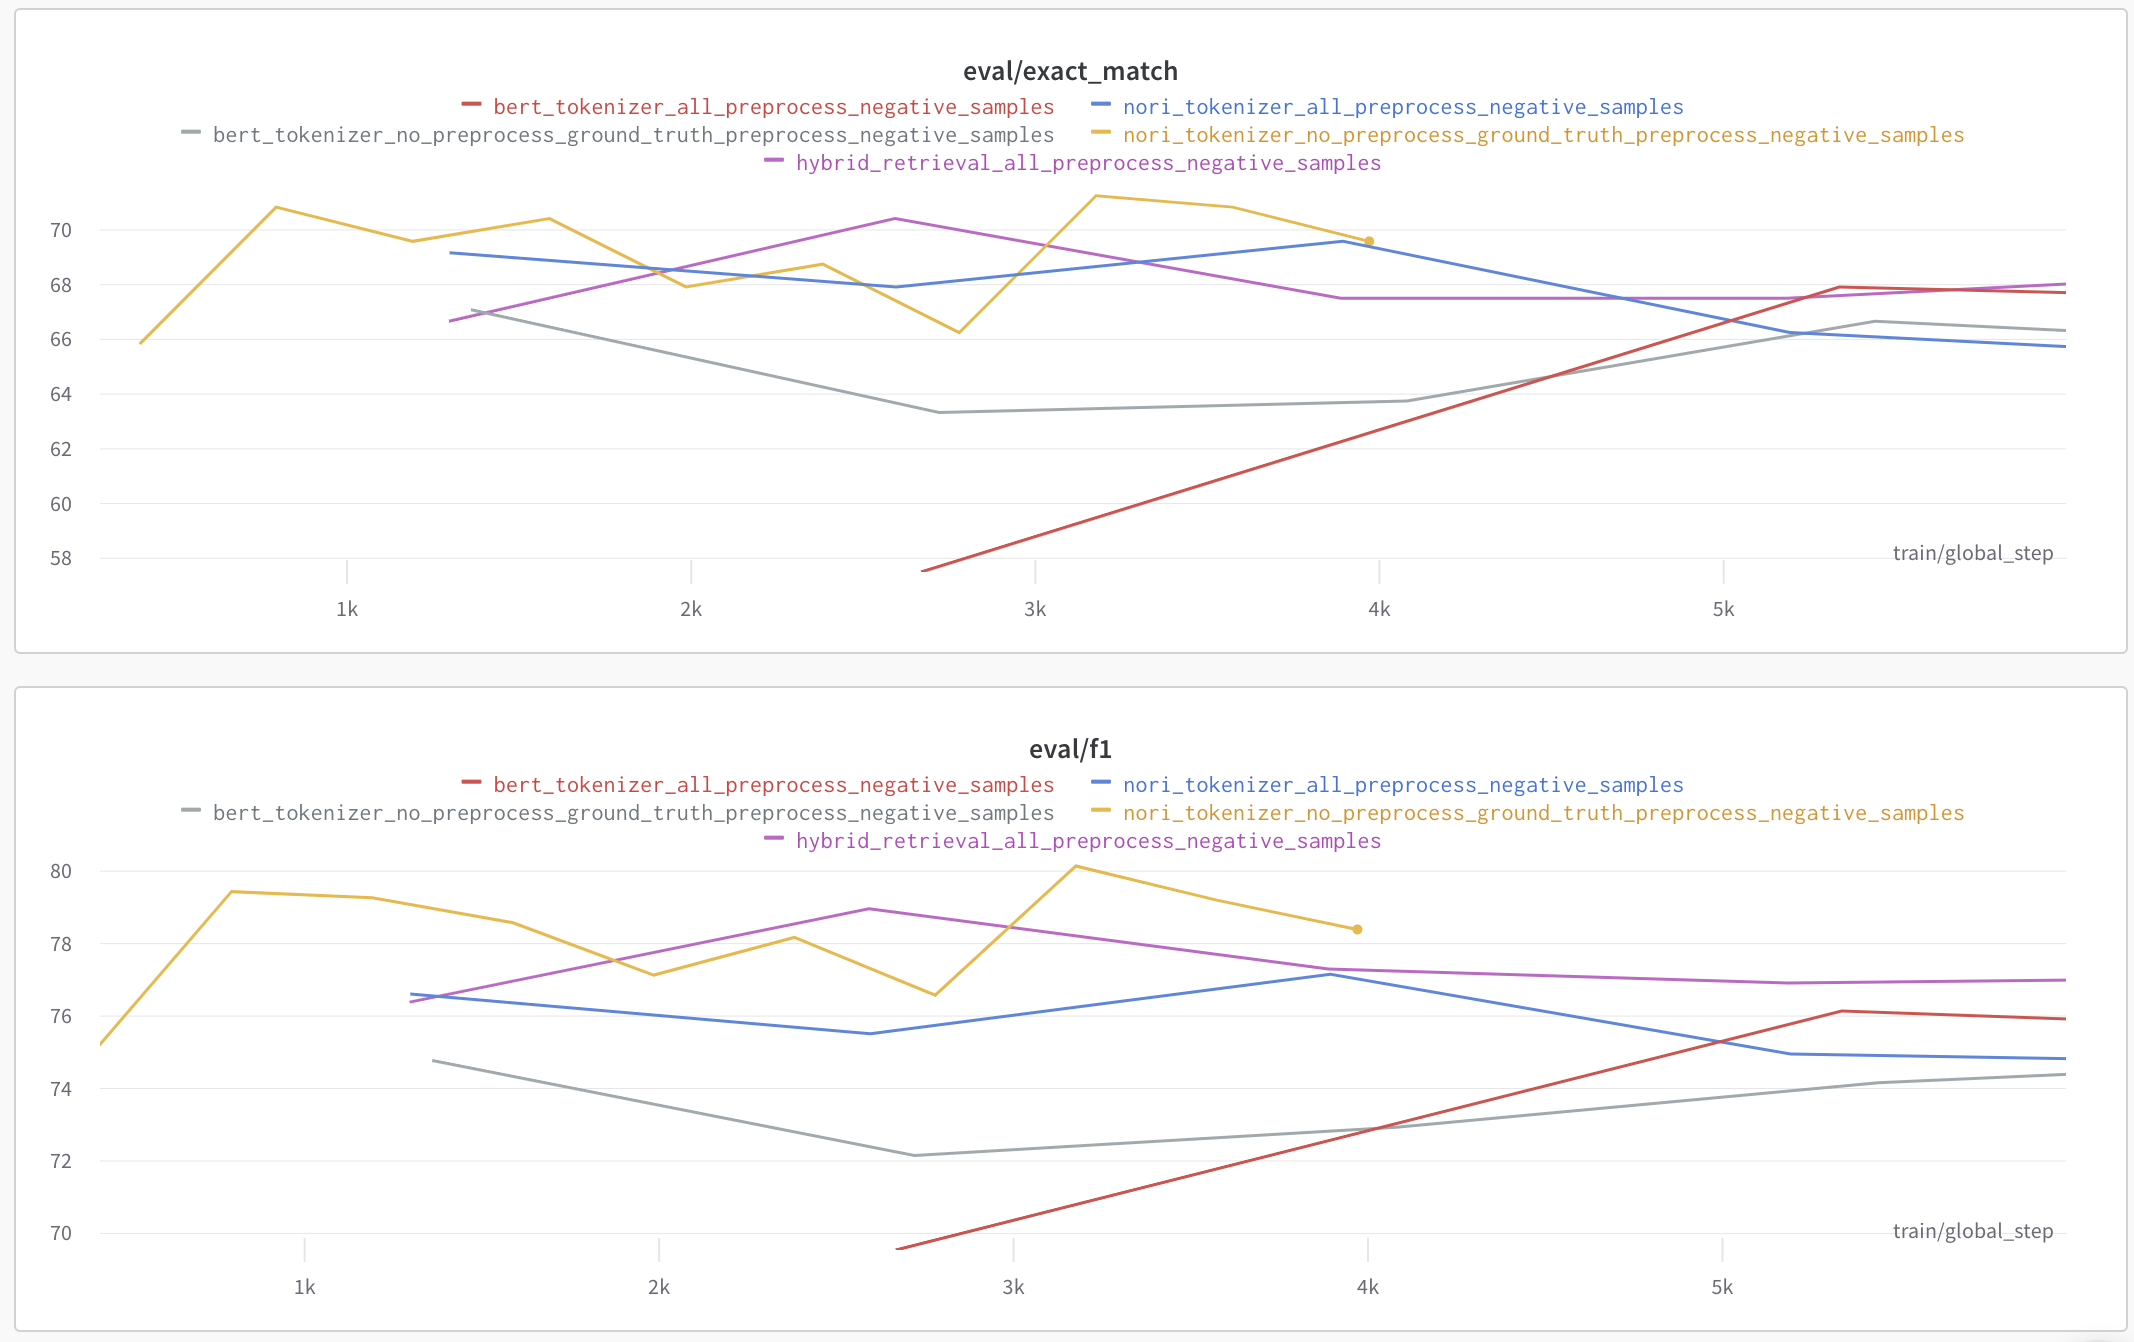 eval/exact_match
bert_tokenizer_all_preprocess_negative_samples nori_tokenizer_all_preprocess_negative_samples
bert_tokenizer_no_preprocess_ground_truth_preprocess_negative_samples nori_tokenizer_no_preprocess_ground_truth_preprocess_negative_samples
hybrid_retrieval_all_preprocess_negative_samples
70
68
66
64
62
60
58
train/global_step
1k 2k 3k 4k 5k
eval/f1
bert_tokenizer_all_preprocess_negative_samples nori_tokenizer_all_preprocess_negative_samples
bert_tokenizer_no_preprocess_ground_truth_preprocess_negative_samples nori_tokenizer_no_preprocess_ground_truth_preprocess_negative_samples
hybrid_retrieval_all_preprocess_negative_samples
80
78
76
74
72
70
train/global_step
1k 2k 3k 4k 5k